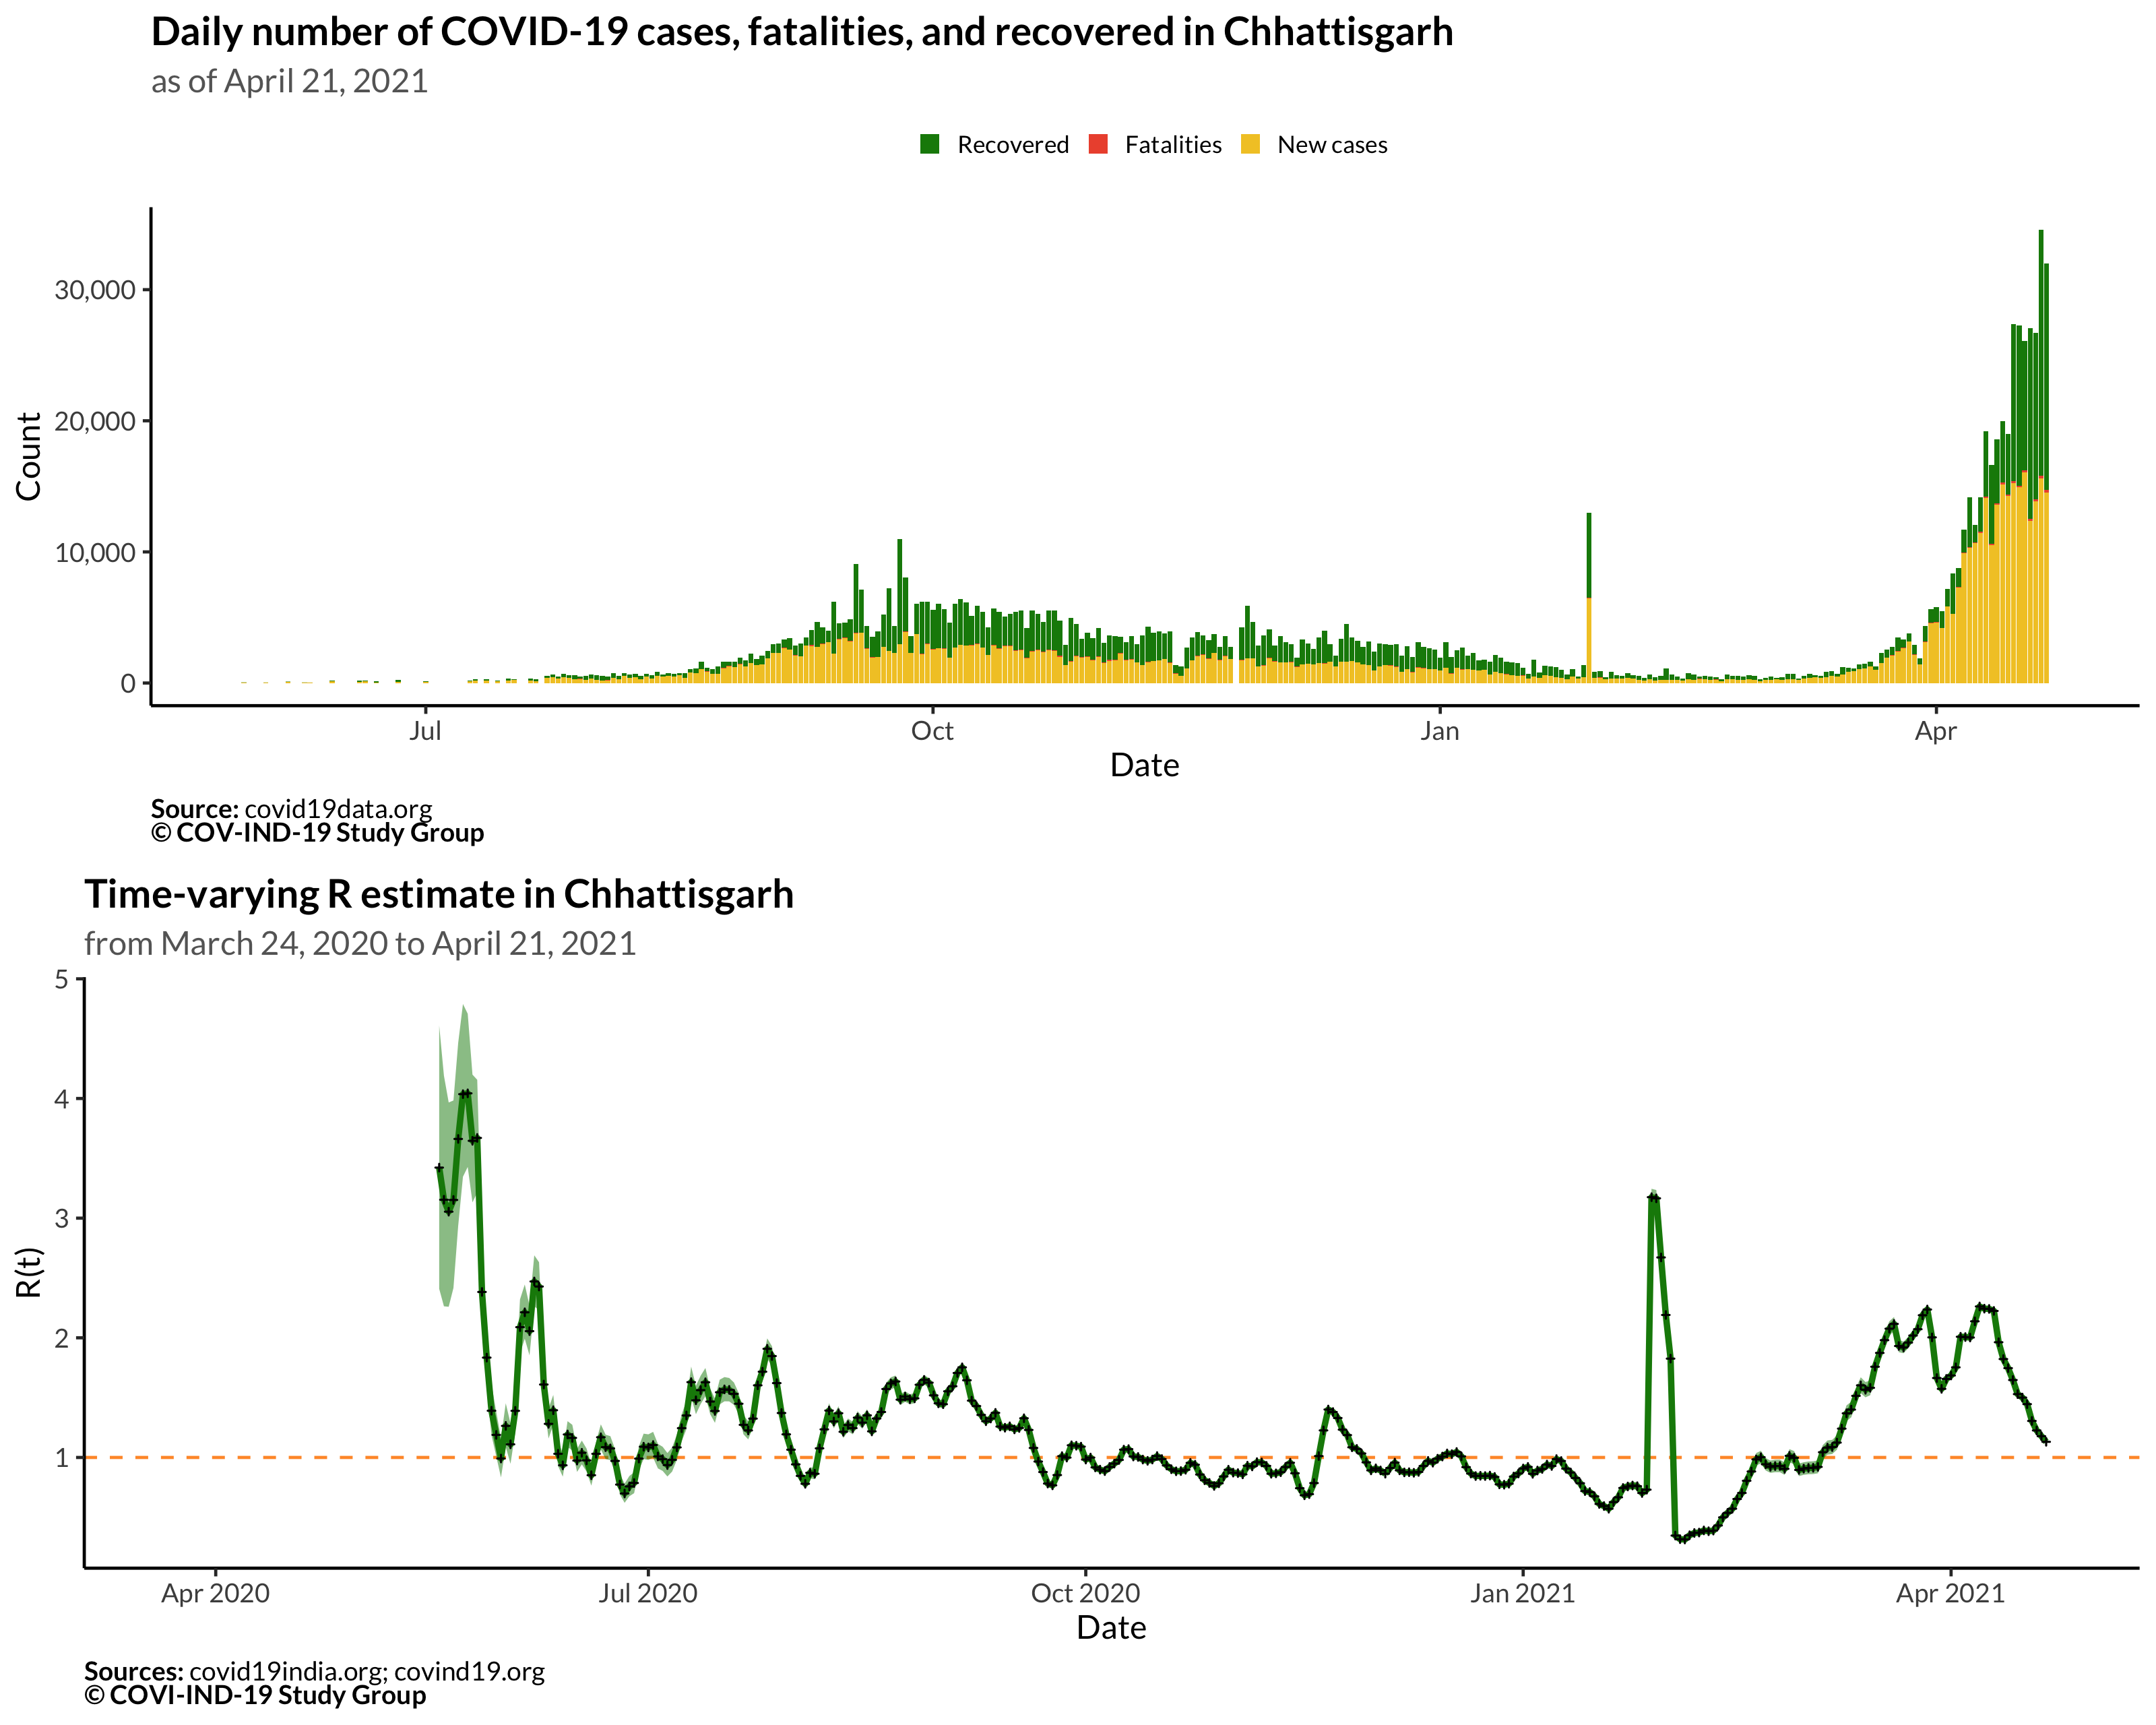 Daily number of COVID-19 cases, fatalities, and recovered in Chhattisgarh
as of April 21, 2021
Recovered Fatalities New cases
30,000
20,000
10,000
0
Count
Jul Oct Jan Apr
Date
Source: covid19data.org
© COV-IND-19 Study Group
Time-varying R estimate in Chhattisgarh
from March 24, 2020 to April 21, 2021
5
4
3
2
1
R(t)
Apr 2020 Jul 2020 Oct 2020 Jan 2021 Apr 2021
Date
Sources: covid19india.org; covind19.org
© COVI-IND-19 Study Group